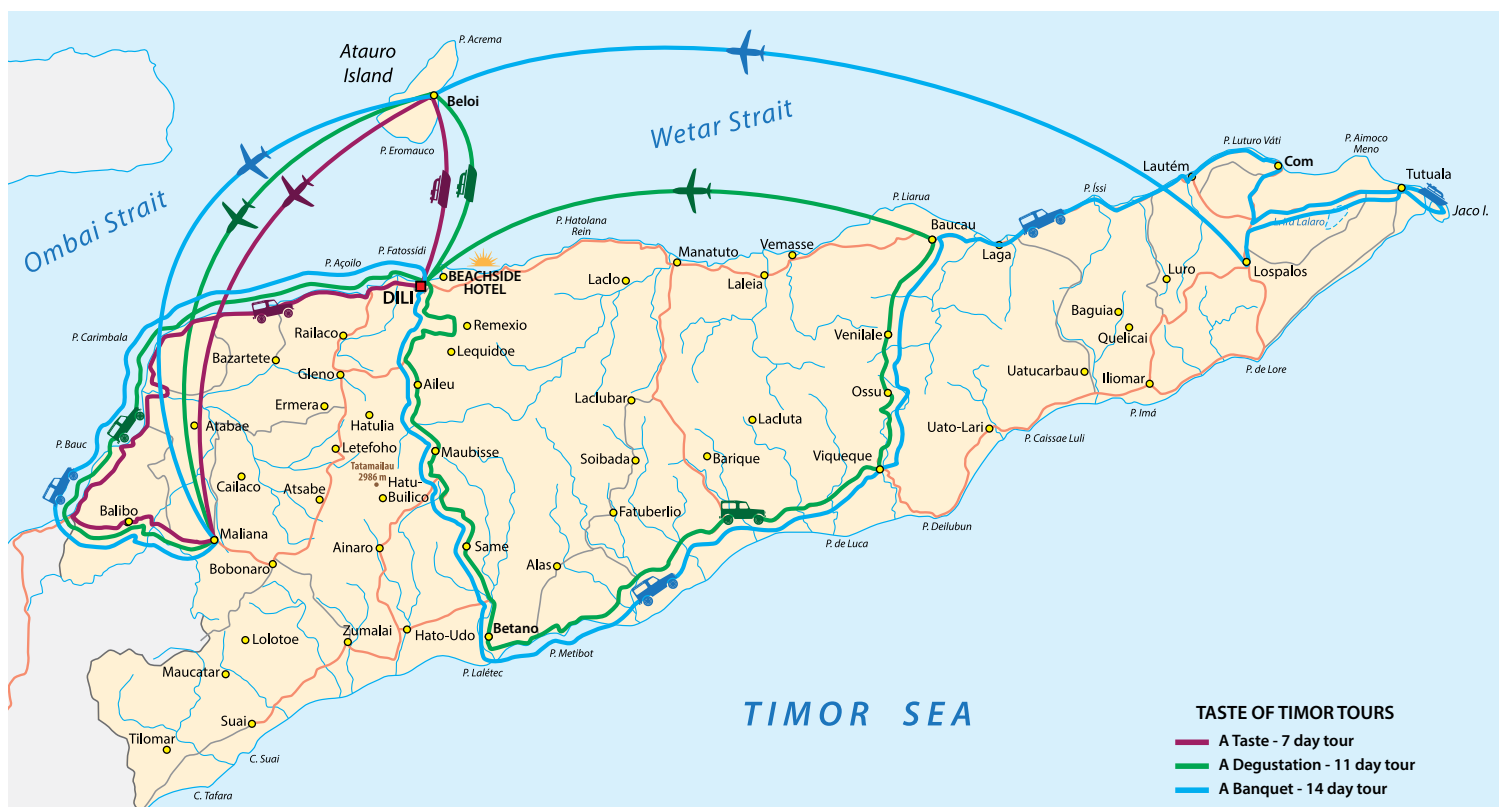 P. Acrema
Atauro
Island
Beloi
P. Eromauco
Wetar Strait
Ombai Strait
P. Luturo Váti
P. Aimoco
Meno
Lautém
Com
Tutuala
Jaco I.
P. Íssi
P. Liarua
Baucau
Laga
Lospalos
Luro
P. Hatolana
Rein
P. Fatossídi
P. Açoilo
BEACHSIDE
HOTEL
DILI
Manatuto
Vemasse
Laclo
Laleia
P. Carimbala
Railaco
Remexio
Bazartete
Lequidoe
Gleno
Aileu
Venilale
Baguia
Quelicai
Uatucarbau
Iliomar
P. de Lore
P. Imá
Ermera
Hatulia
Laclubar
Ossu
Lacluta
Atabae
P. Bauc
Letefoho
Maubisse
Uato-Lari
P. Caissae Luli
Tatamailau
2986 m
Soibada
Barique
Viqueque
Cailaco
Atsabe
Hatu-
Builico
Balibo
Fatuberlio
P. Deilubun
Maliana
Ainaro
Same
P. de Luca
Bobonaro
Alas
Lolotoe
Zumalai
Hato-Udo
Betano
P. Metibot
P. Lalétec
Maucatar
Suai
Tilomar
C. Suai
C. Tafara
TIMOR SEA
TASTE OF TIMOR TOURS
A Taste - 7 day tour
A Degustation - 11 day tour
A Banquet - 14 day tour